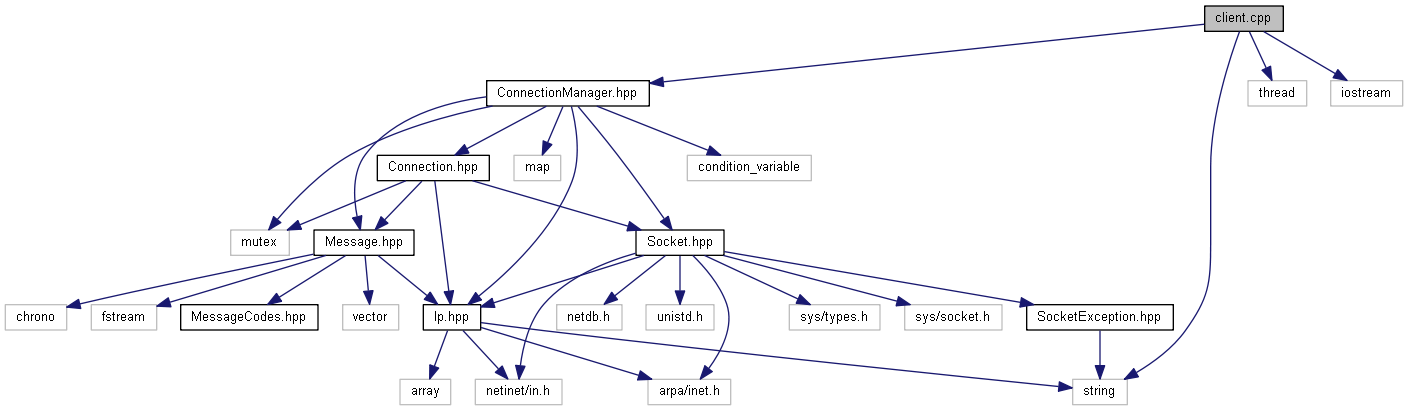 client.cpp
ConnectionManager.hpp
thread
iostream
Connection.hpp
map
condition_variable
mutex
Message.hpp
Socket.hpp
chrono
fstream
MessageCodes.hpp
vector
Ip.hpp
netdb.h
unistd.h
sys/types.h
sys/socket.h
SocketException.hpp
array
netinet/in.h
arpa/inet.h
string